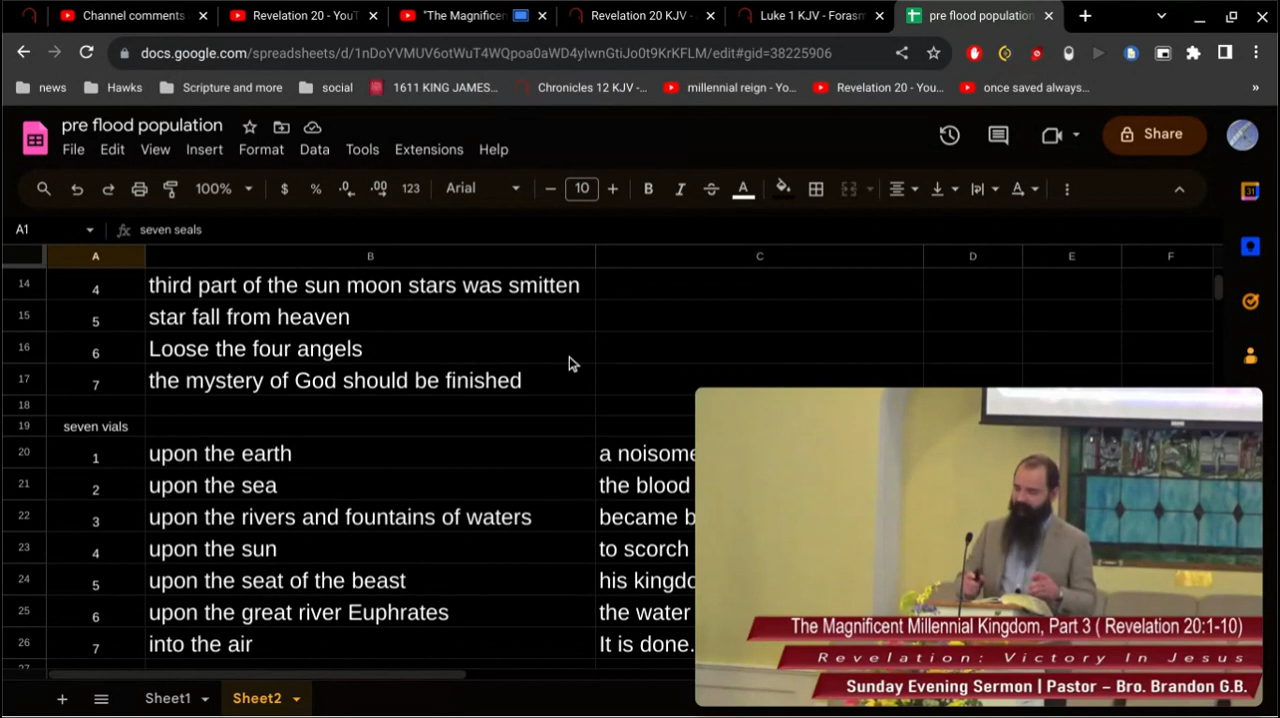 Channel comments
Revelation 20 - YouT
"The Magnificen
Revelation 20 KJV -
Luke 1 KJV - Forasm
pre flood population
docs.google.com/spreadsheets/d/1nDoYVMUV6otWuT4WQpoa0aWD4ylwnGtiJo0t9KrKFLM/edit#gid=38225906
news
Hawks
Scripture and more
social
1611 KING JAMES...
Chronicles 12 KJV -...
millennial reign - Yo...
Revelation 20 - You...
once saved always...
»
pre flood population
File Edit View Insert Format Data Tools Extensions Help
Share
31
100% $ % .0 .00 123 Arial 10 B I S A
A1 fx seven seals
A B C D E F
14 4 third part of the sun moon stars was smitten
15 5 star fall from heaven
16 6 Loose the four angels
17 7 the mystery of God should be finished
18
19 seven vials
20 1 upon the earth a noisome
21 2 upon the sea the blood
22 3 upon the rivers and fountains of waters became b
23 4 upon the sun to scorch
24 5 upon the seat of the beast his kingdo
25 6 upon the great river Euphrates the water
26 7 into the air It is done.
27
The Magnificent Millennial Kingdom, Part 3 ( Revelation 20:1-10)
Revelation: Victory In Jesus
Sunday Evening Sermon | Pastor – Bro. Brandon G.B.
Sheet1 Sheet2